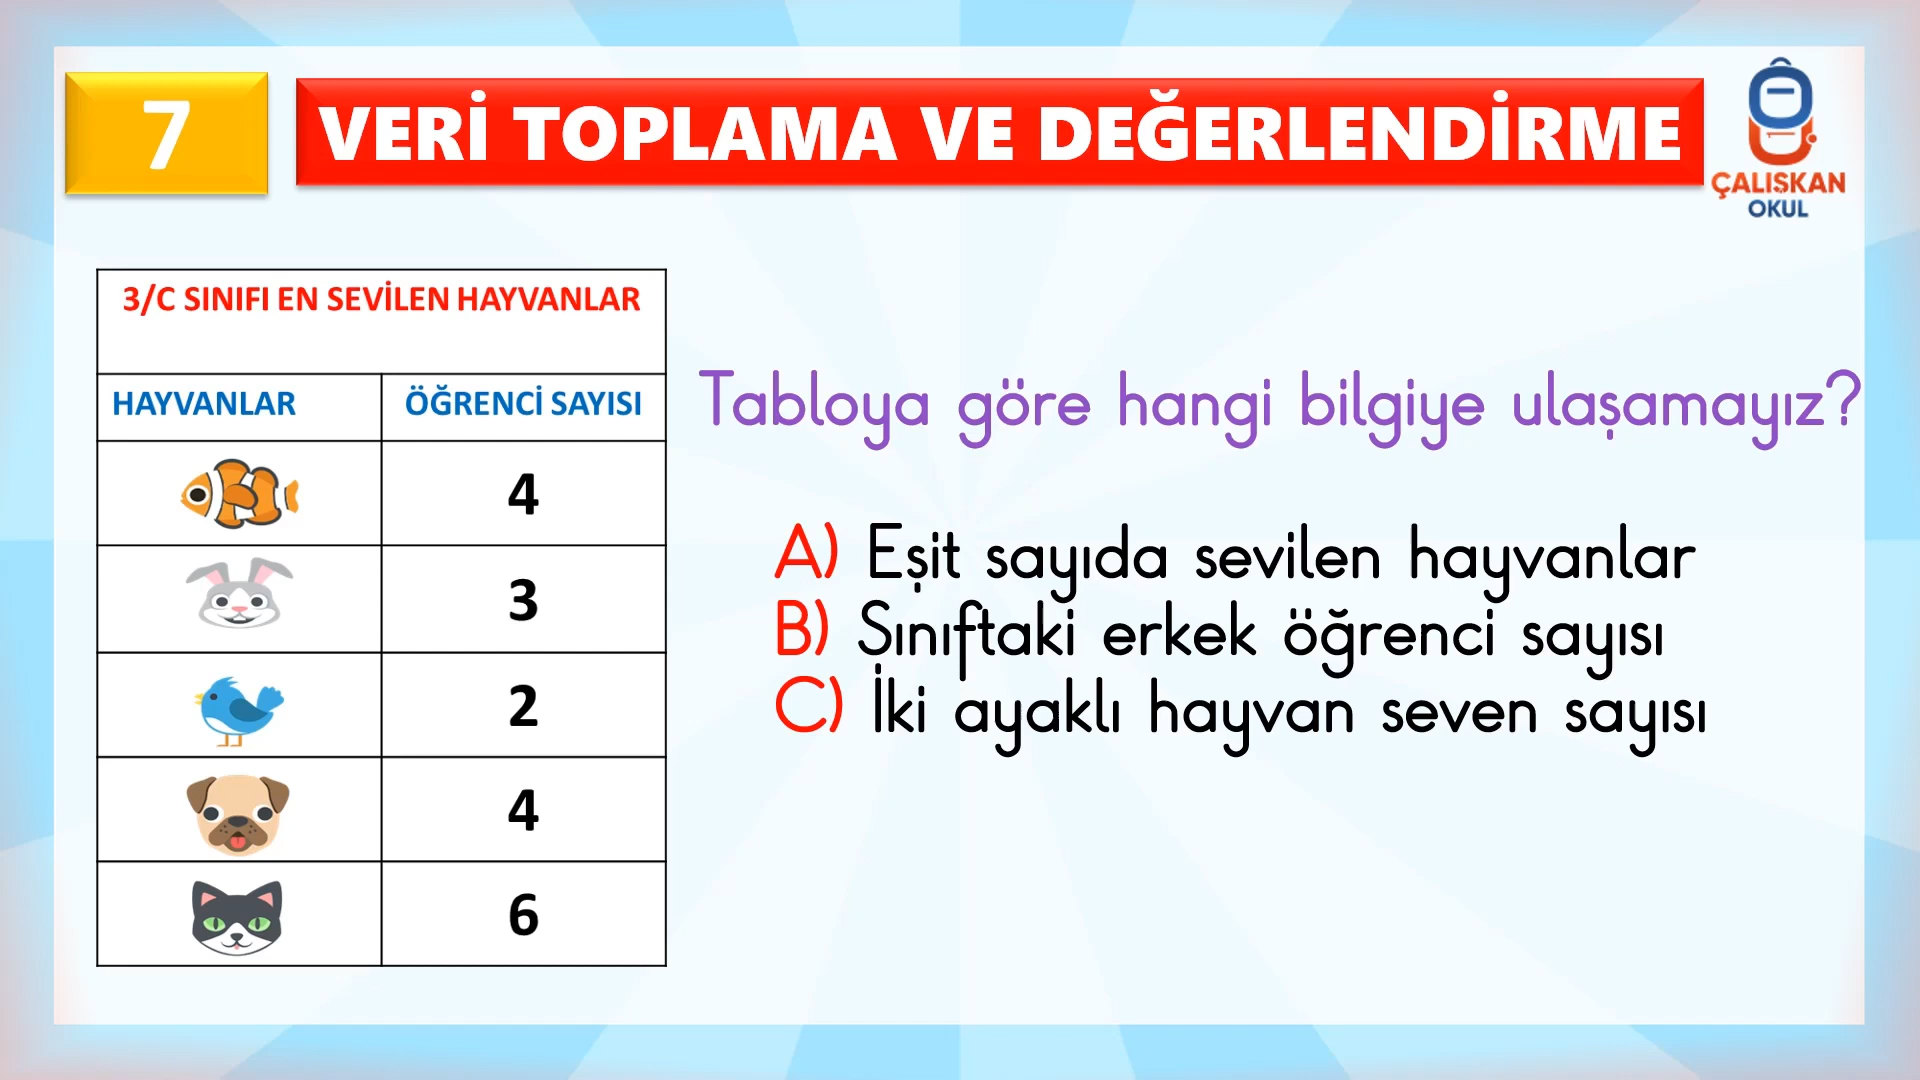 7
VERİ TOPLAMA VE DEĞERLENDİRME
ÇALIŞKAN
OKUL
3/C SINIFI EN SEVİLEN HAYVANLAR
HAYVANLAR ÖĞRENCİ SAYISI
4
3
2
4
6
Tabloya göre hangi bilgiye ulaşamayız?
A) Eşit sayıda sevilen hayvanlar
B) Sınıftaki erkek öğrenci sayısı
C) İki ayaklı hayvan seven sayısı